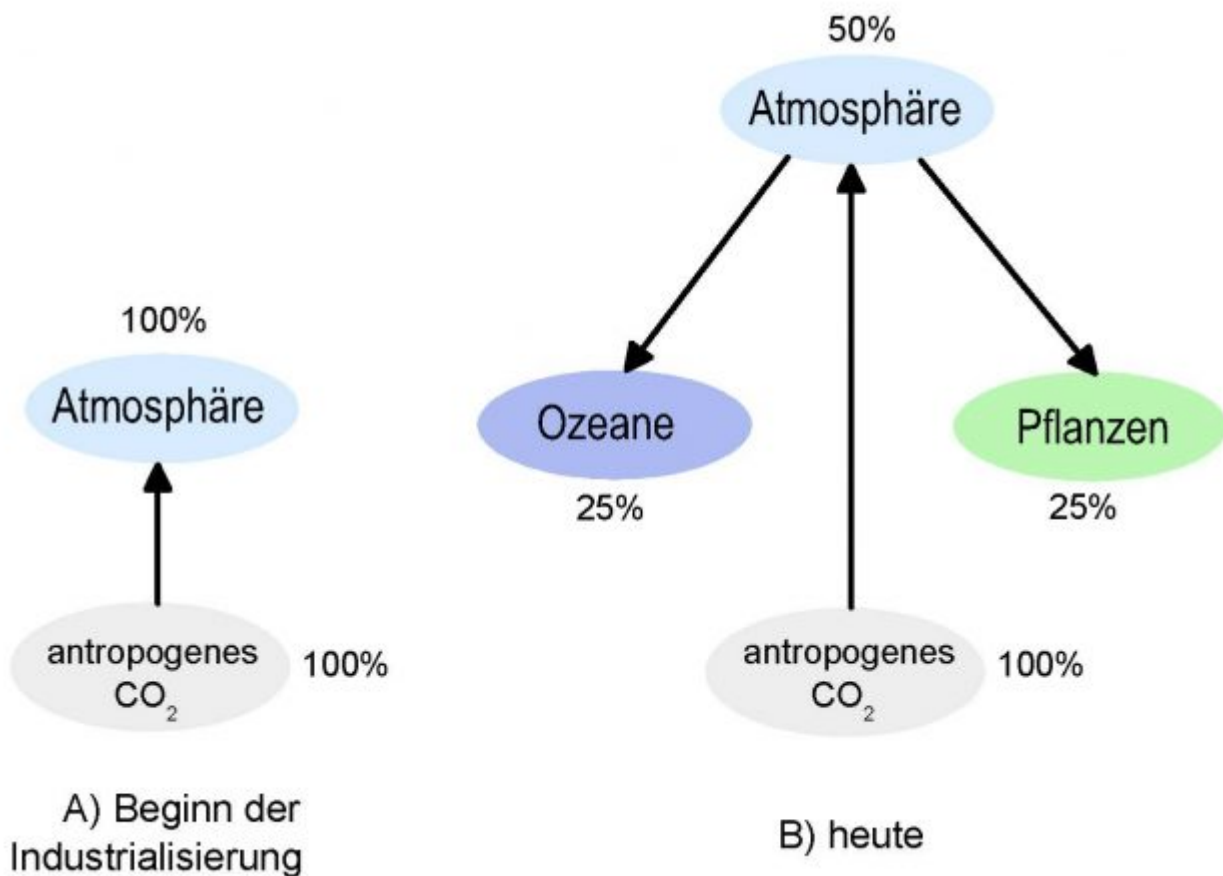 100%
Atmosphäre
antropogenes
CO₂
100%
A) Beginn der
Industrialisierung
50%
Atmosphäre
Ozeane
25%
Pflanzen
25%
antropogenes
CO₂
100%
B) heute